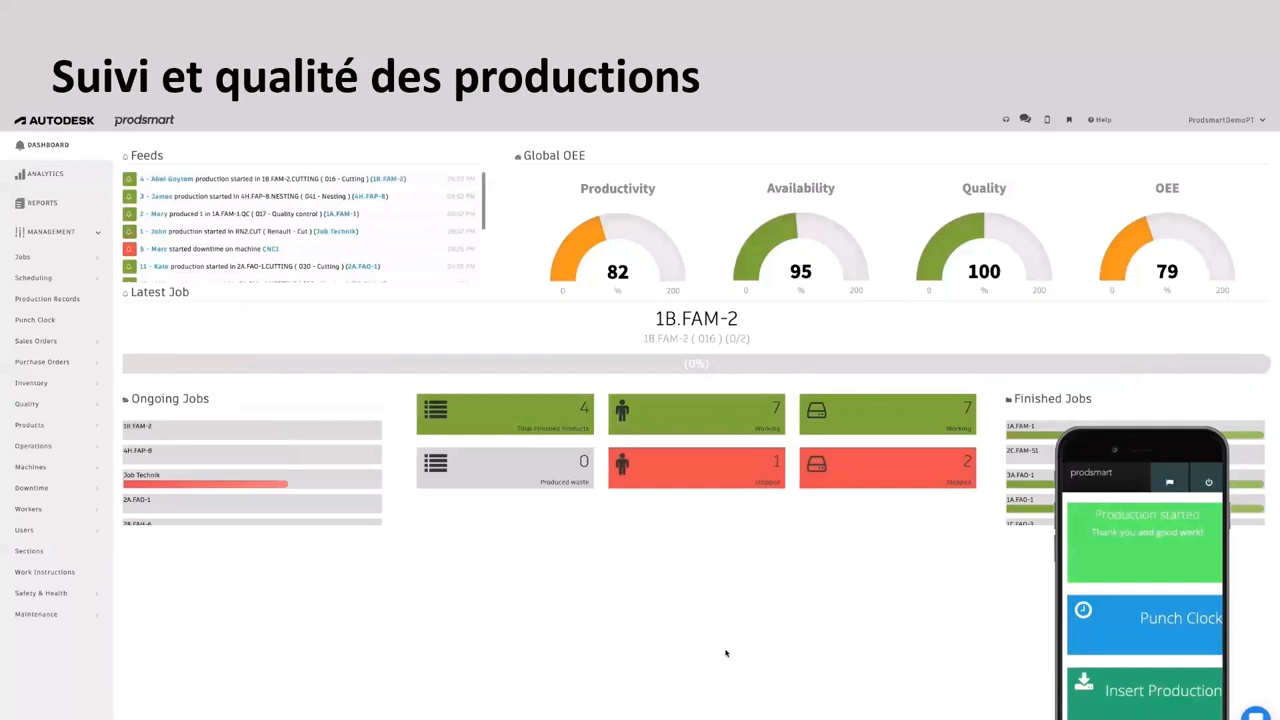 Suivi et qualité des productions
AUTODESK prodsmart
Help
ProdsmartDemoPT
DASHBOARD
ANALYTICS
REPORTS
MANAGEMENT
Jobs
Scheduling
Production Records
Punch Clock
Sales Orders
Purchase Orders
Inventory
Quality
Products
Operations
Machines
Downtime
Workers
Users
Sections
Work Instructions
Safety & Health
Maintenance
Feeds
4 - Abel Goytom production started in 1B.FAM-2.CUTTING ( 016 - Cutting ) (1B.FAM-2)
3 - James production started in 4H.FAP-8.NESTING ( 041 - Nesting ) (4H.FAP-8)
2 - Mary produced 1 in 1A.FAM-1.QC ( 017 - Quality control ) (1A.FAM-1)
1 - John production started in RN2.CUT ( Renault - Cut ) (Job Technik)
5 - Marc started downtime on machine CNC1
11 - Kate production started in 2A.FAO-1.CUTTING ( 030 - Cutting ) (2A.FAO-1)
Global OEE
Productivity
82
0 % 200
Availability
95
0 % 200
Quality
100
0 % 200
OEE
79
0 % 200
Latest Job
1B.FAM-2
1B.FAM-2 ( 016 ) (0/2)
(0%)
Ongoing Jobs
1B.FAM-2
4H.FAP-8
Job Technik
2A.FAO-1
4
Total Finished Products
7
Working
7
Working
0
Produced waste
1
Stopped
2
Stopped
Finished Jobs
1A.FAM-1
2C.FAM-S1
3A.FAO-1
1A.FAO-1
prodsmart
Production started
Thank you and good work!
Punch Clock
Insert Production